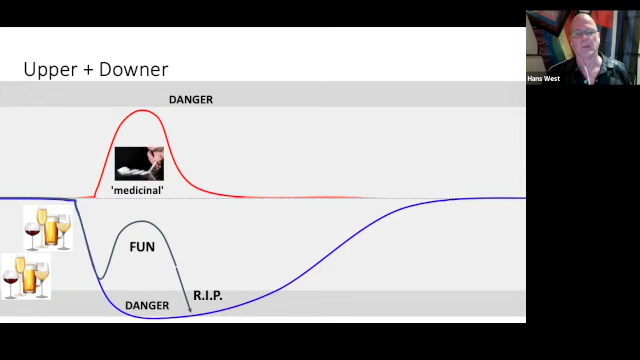 Upper + Downer
DANGER
'medicinal'
FUN
R.I.P.
DANGER
Hans West